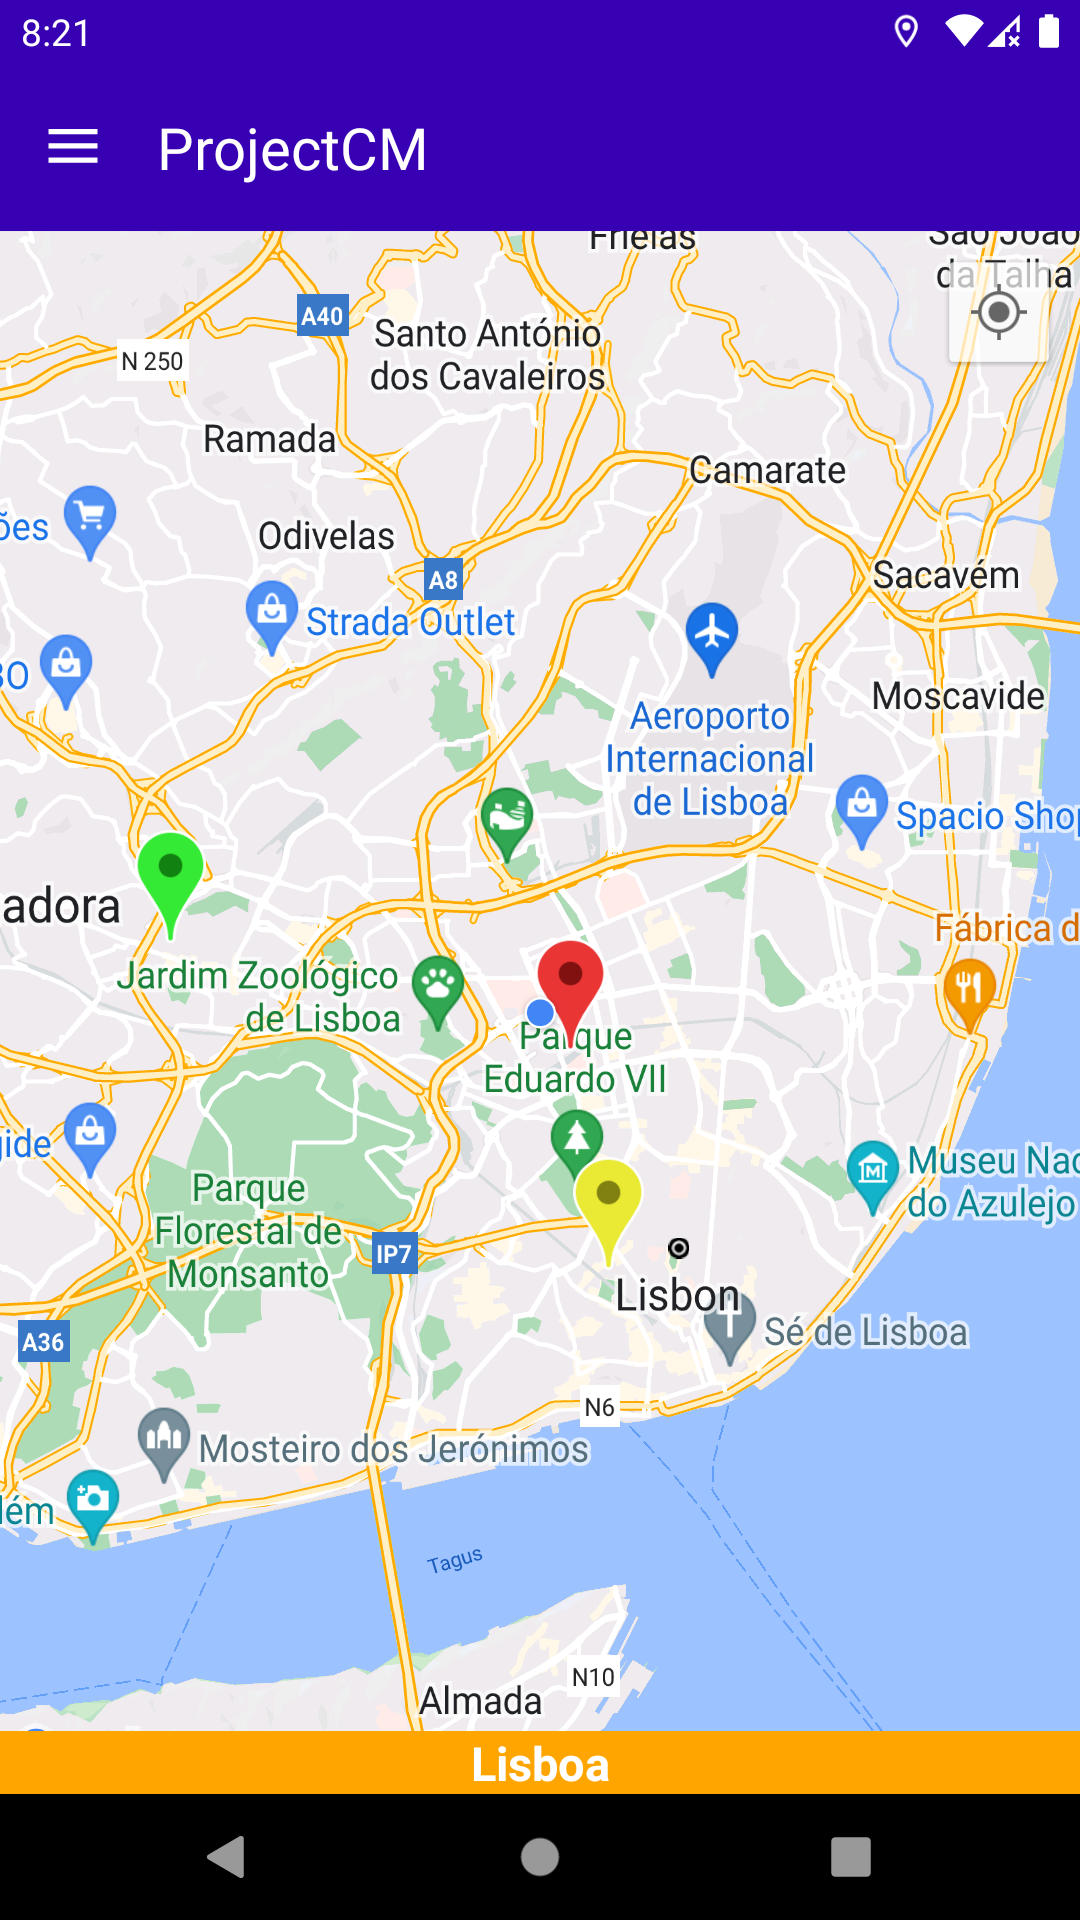 8:21
ProjectCM
Frielas
São João
da Talha
A40
Santo António
dos Cavaleiros
N 250
Ramada
Camarate
ões
Odivelas
A8
Sacavém
Strada Outlet
BO
Moscavide
Aeroporto
Internacional
de Lisboa
Spacio Shop
adora
Fábrica d
Jardim Zoológico
de Lisboa
Parque
Eduardo VII
gide
Museu Nac
do Azulejo
Parque
Florestal de
Monsanto
IP7
Lisbon
A36
Sé de Lisboa
N6
Mosteiro dos Jerónimos
lém
Tagus
N10
Almada
Lisboa